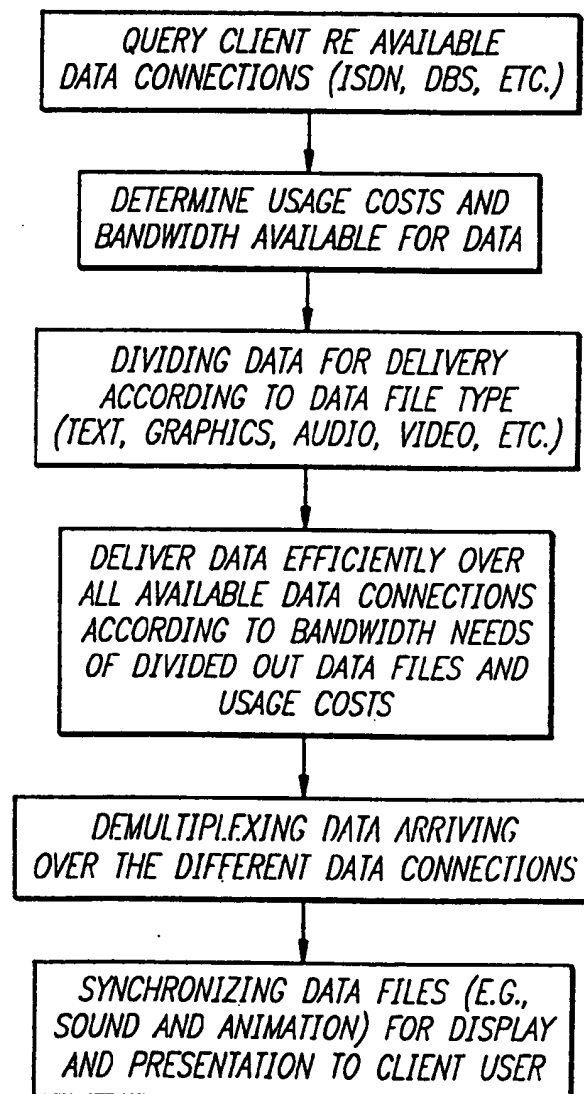 QUERY CLIENT RE AVAILABLE
DATA CONNECTIONS (ISDN, DBS, ETC.)
DETERMINE USAGE COSTS AND
BANDWIDTH AVAILABLE FOR DATA
DIVIDING DATA FOR DELIVERY
ACCORDING TO DATA FILE TYPE
(TEXT, GRAPHICS, AUDIO, VIDEO, ETC.)
DELIVER DATA EFFICIENTLY OVER
ALL AVAILABLE DATA CONNECTIONS
ACCORDING TO BANDWIDTH NEEDS
OF DIVIDED OUT DATA FILES AND
USAGE COSTS
DEMULTIPLEXING DATA ARRIVING
OVER THE DIFFERENT DATA CONNECTIONS
SYNCHRONIZING DATA FILES (E.G.,
SOUND AND ANIMATION) FOR DISPLAY
AND PRESENTATION TO CLIENT USER